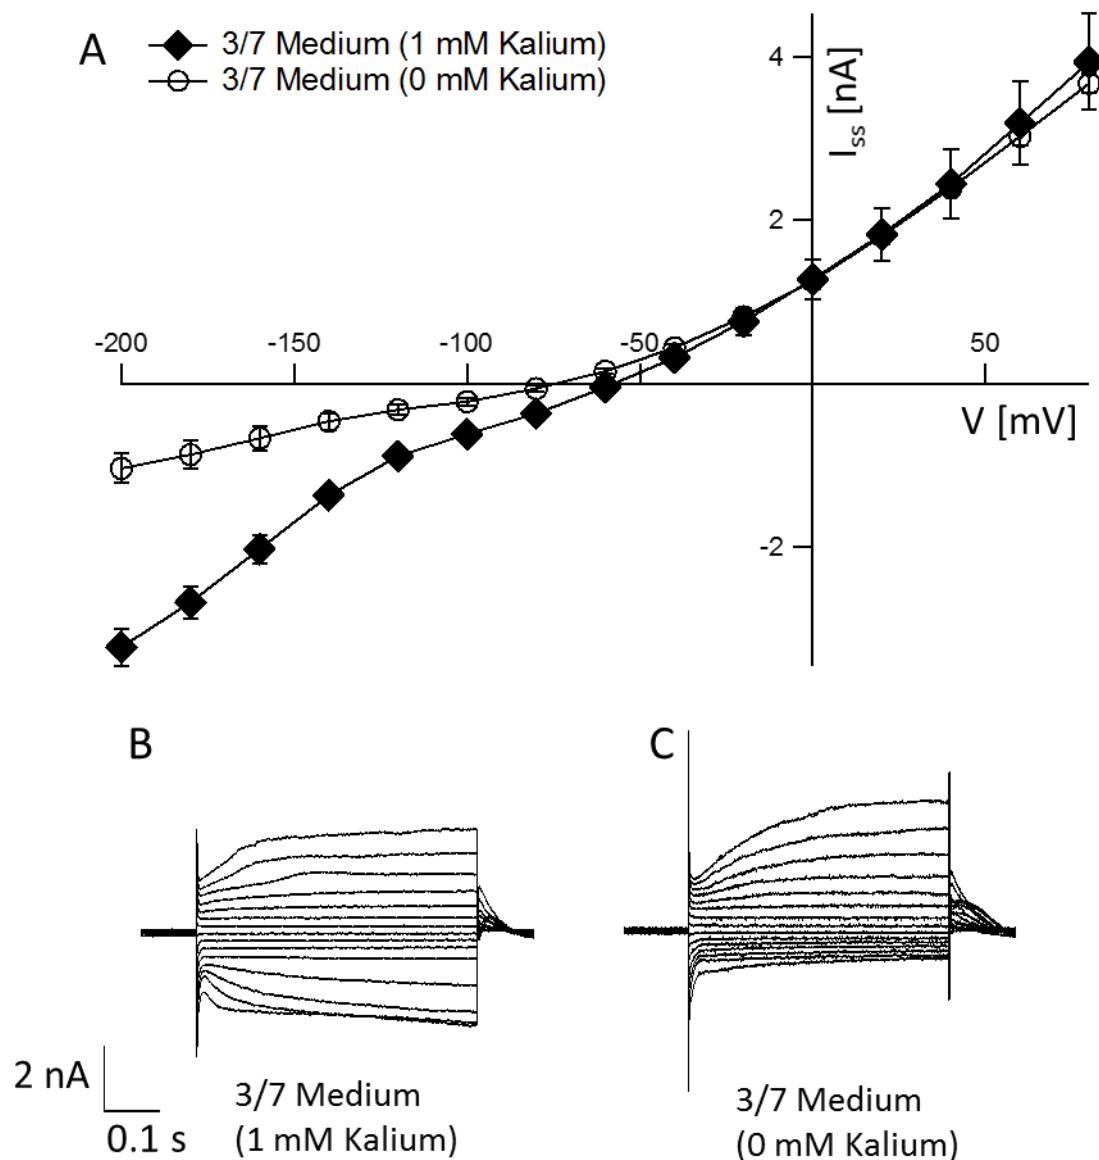 A
3/7 Medium (1 mM Kalium)
3/7 Medium (0 mM Kalium)
I_ss [nA]
4
2
-200 -150 -100 -50 50
V [mV]
-2
B
C
2 nA
0.1 s
3/7 Medium
(1 mM Kalium)
3/7 Medium
(0 mM Kalium)